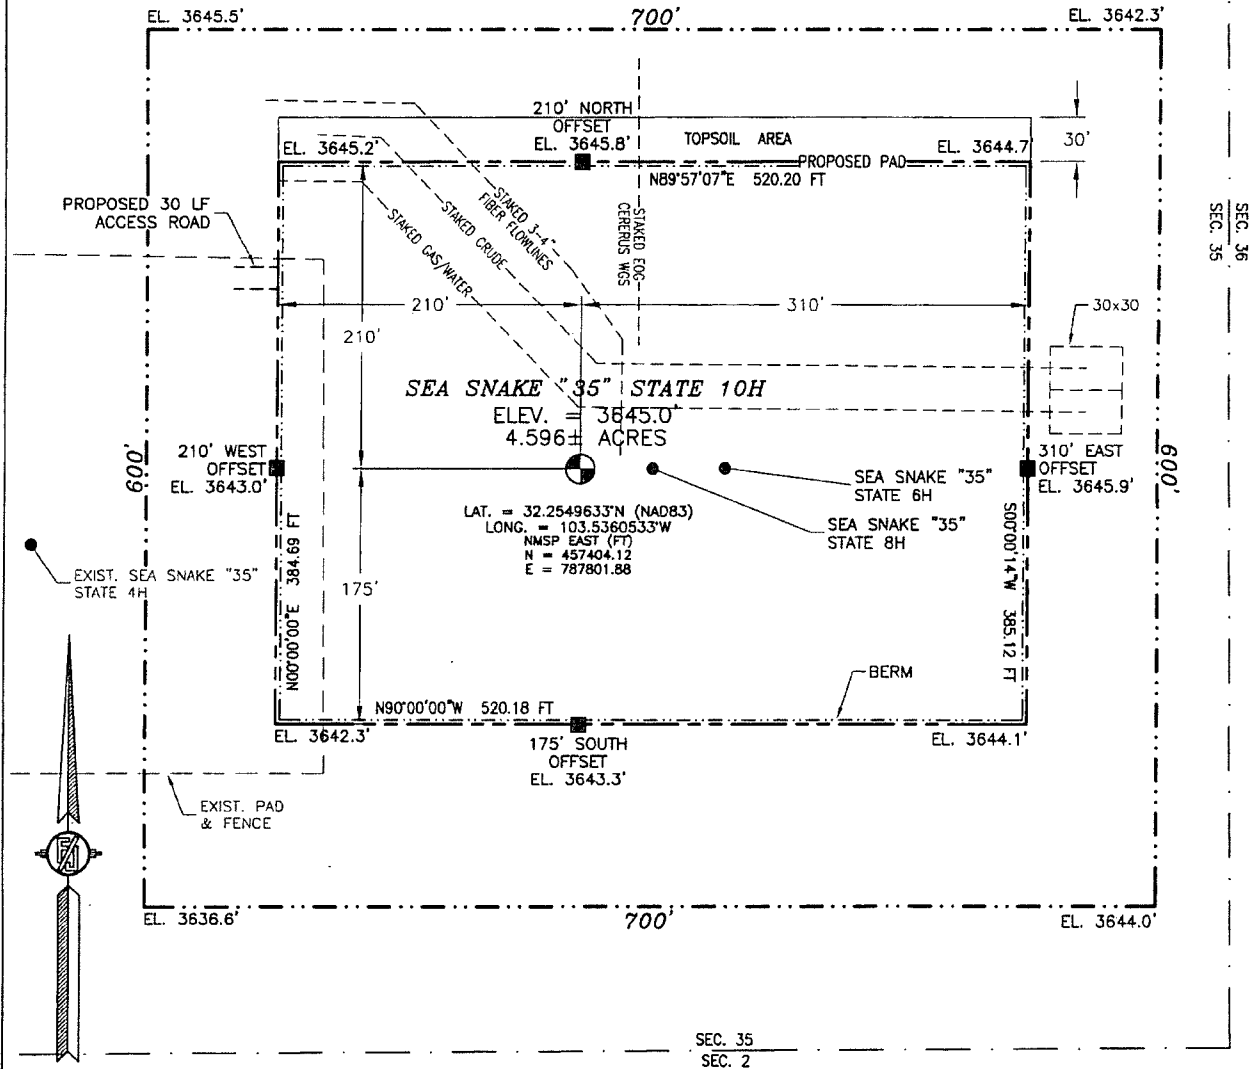 EL. 3645.5'
700'
EL. 3642.3'
210' NORTH
OFFSET
EL. 3645.8'
TOPSOIL AREA
30'
EL. 3645.2'
EL. 3644.7'
PROPOSED PAD
N89°57'07"E 520.20 FT
PROPOSED 30 LF
ACCESS ROAD
STAKED 3-4"
FIBER FLOWLINES
STAKED CRUDE
STAKED GAS/WATER
STAKED EOG
CERERUS WGS
SEC. 36
SEC. 35
210'
310'
30x30
210'
SEA SNAKE "35" STATE 10H
ELEV. = 3645.0'
4.596± ACRES
600'
210' WEST
OFFSET
EL. 3643.0'
310' EAST
OFFSET
EL. 3645.9'
600'
SEA SNAKE "35"
STATE 6H
SEA SNAKE "35"
STATE 8H
LAT. = 32.2549633°N (NAD83)
LONG. = 103.5360533°W
NMSP EAST (FT)
N = 457404.12
E = 787801.88
EXIST. SEA SNAKE "35"
STATE 4H
N00°00'00"E 384.69 FT
175'
S00°00'14"W 385.12 FT
BERM
N90°00'00"W 520.18 FT
EL. 3642.3'
EL. 3644.1'
175' SOUTH
OFFSET
EL. 3643.3'
EXIST. PAD
& FENCE
EL. 3636.6'
700'
EL. 3644.0'
SEC. 35
SEC. 2